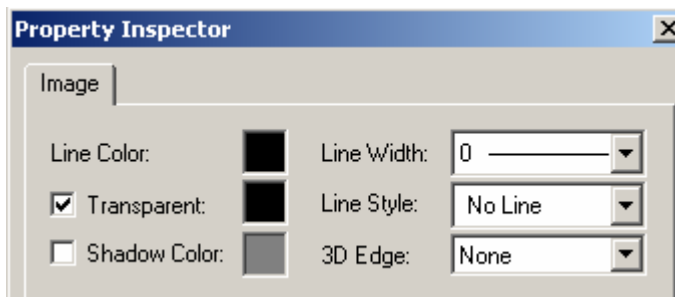 Property Inspector
Image
Line Color: Line Width: 0
Transparent: Line Style: No Line
Shadow Color: 3D Edge: None